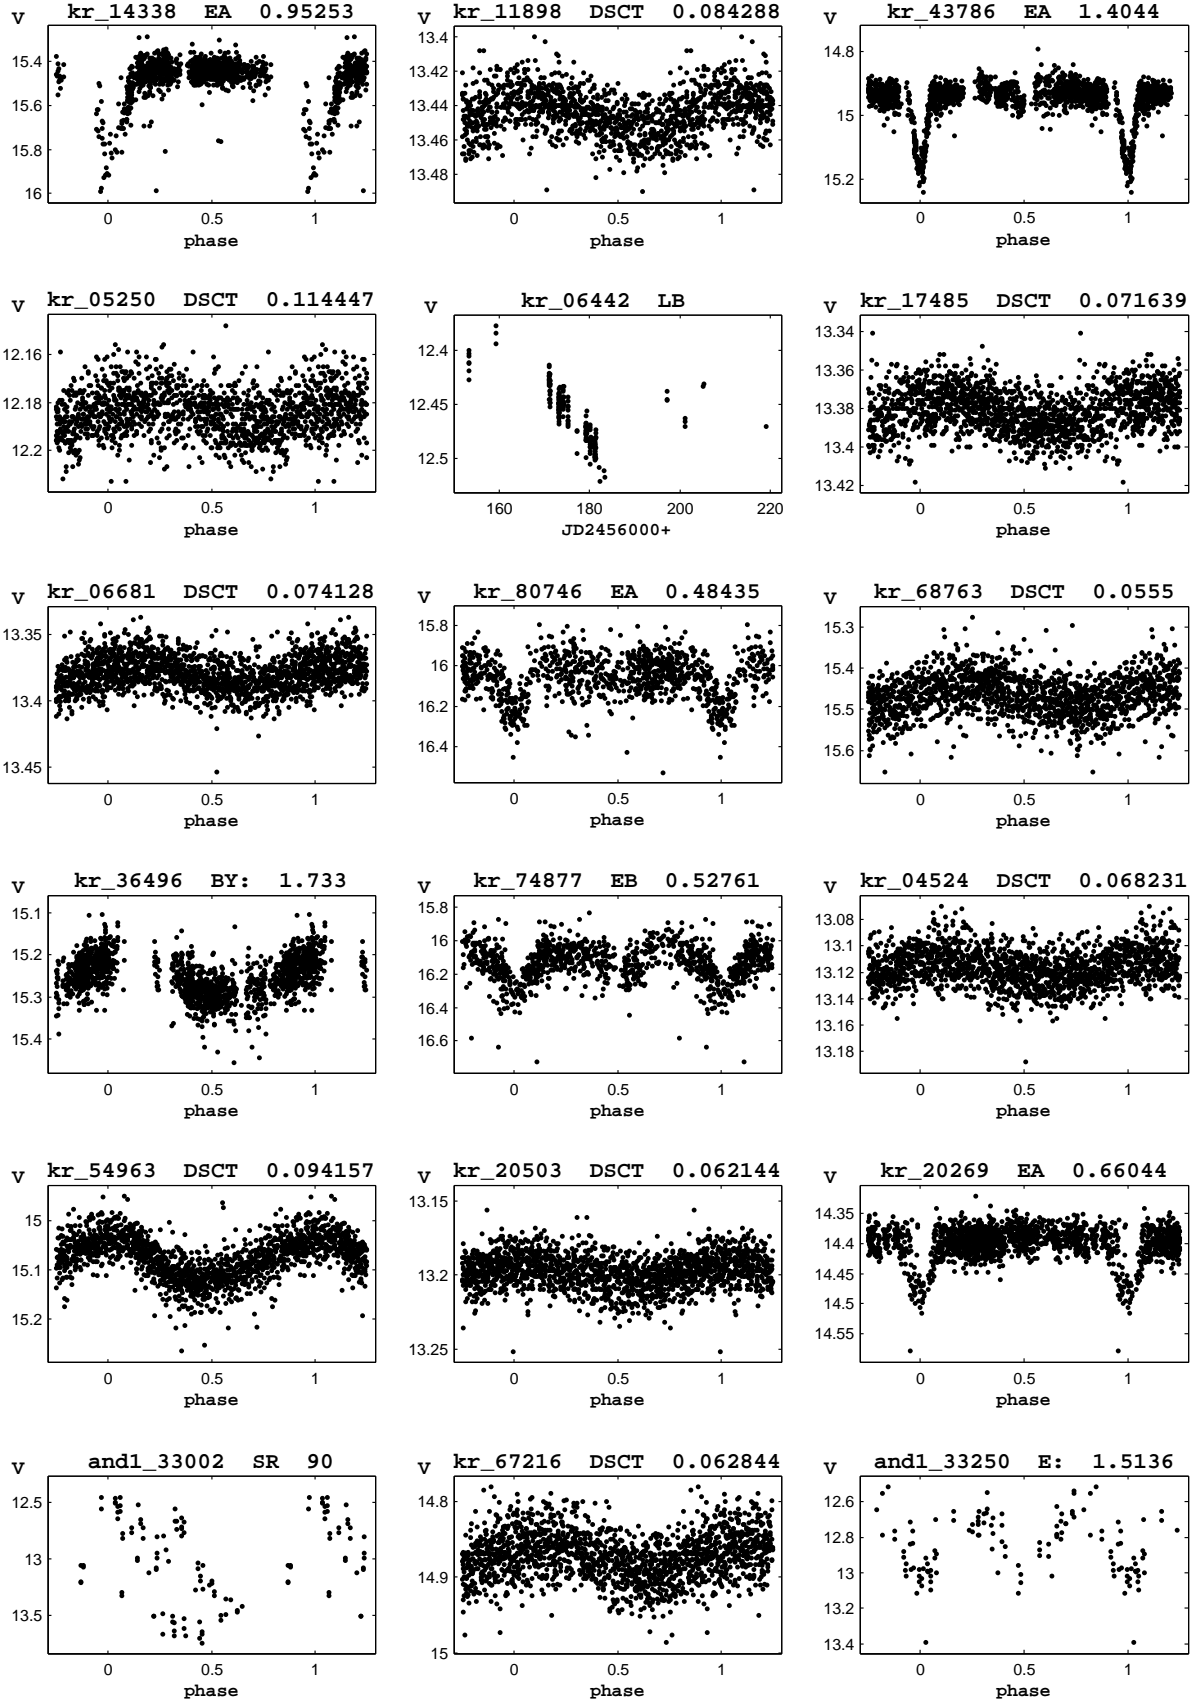 kr_14338 EA 0.95253
V
15.4
15.6
15.8
16
0 0.5 1
phase
kr_11898 DSCT 0.084288
V
13.4
13.42
13.44
13.46
13.48
0 0.5 1
phase
kr_43786 EA 1.4044
V
14.8
15
15.2
0 0.5 1
phase
kr_05250 DSCT 0.114447
V
12.16
12.18
12.2
0 0.5 1
phase
kr_06442 LB
V
12.4
12.45
12.5
160 180 200 220
JD2456000+
kr_17485 DSCT 0.071639
V
13.34
13.36
13.38
13.4
13.42
0 0.5 1
phase
kr_06681 DSCT 0.074128
V
13.35
13.4
13.45
0 0.5 1
phase
kr_80746 EA 0.48435
V
15.8
16
16.2
16.4
0 0.5 1
phase
kr_68763 DSCT 0.0555
V
15.3
15.4
15.5
15.6
0 0.5 1
phase
kr_36496 BY: 1.733
V
15.1
15.2
15.3
15.4
0 0.5 1
phase
kr_74877 EB 0.52761
V
15.8
16
16.2
16.4
16.6
0 0.5 1
phase
kr_04524 DSCT 0.068231
V
13.08
13.1
13.12
13.14
13.16
13.18
0 0.5 1
phase
kr_54963 DSCT 0.094157
V
15
15.1
15.2
0 0.5 1
phase
kr_20503 DSCT 0.062144
V
13.15
13.2
13.25
0 0.5 1
phase
kr_20269 EA 0.66044
V
14.35
14.4
14.45
14.5
14.55
0 0.5 1
phase
and1_33002 SR 90
V
12.5
13
13.5
0 0.5 1
phase
kr_67216 DSCT 0.062844
V
14.8
14.9
15
0 0.5 1
phase
and1_33250 E: 1.5136
V
12.6
12.8
13
13.2
13.4
0 0.5 1
phase